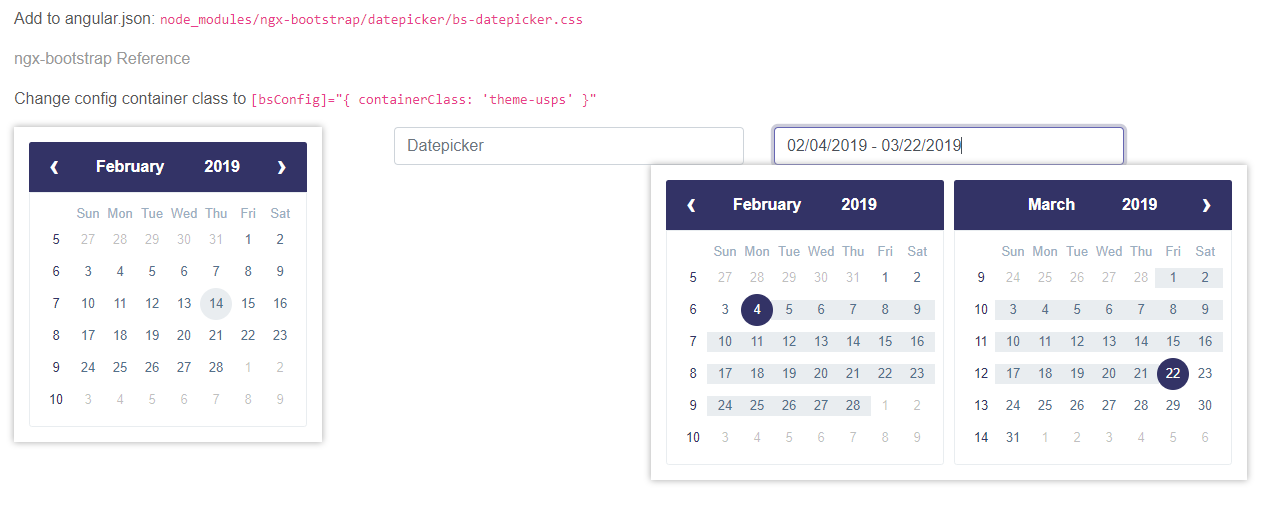 Add to angular.json: node_modules/ngx-bootstrap/datepicker/bs-datepicker.css
ngx-bootstrap Reference
Change config container class to [bsConfig]="{ containerClass: 'theme-usps' }"
❮ February 2019 ❯
Sun Mon Tue Wed Thu Fri Sat
5 27 28 29 30 31 1 2
6 3 4 5 6 7 8 9
7 10 11 12 13 14 15 16
8 17 18 19 20 21 22 23
9 24 25 26 27 28 1 2
10 3 4 5 6 7 8 9
Datepicker
02/04/2019 - 03/22/2019
❮ February 2019
Sun Mon Tue Wed Thu Fri Sat
5 27 28 29 30 31 1 2
6 3 4 5 6 7 8 9
7 10 11 12 13 14 15 16
8 17 18 19 20 21 22 23
9 24 25 26 27 28 1 2
10 3 4 5 6 7 8 9
March 2019 ❯
Sun Mon Tue Wed Thu Fri Sat
9 24 25 26 27 28 1 2
10 3 4 5 6 7 8 9
11 10 11 12 13 14 15 16
12 17 18 19 20 21 22 23
13 24 25 26 27 28 29 30
14 31 1 2 3 4 5 6